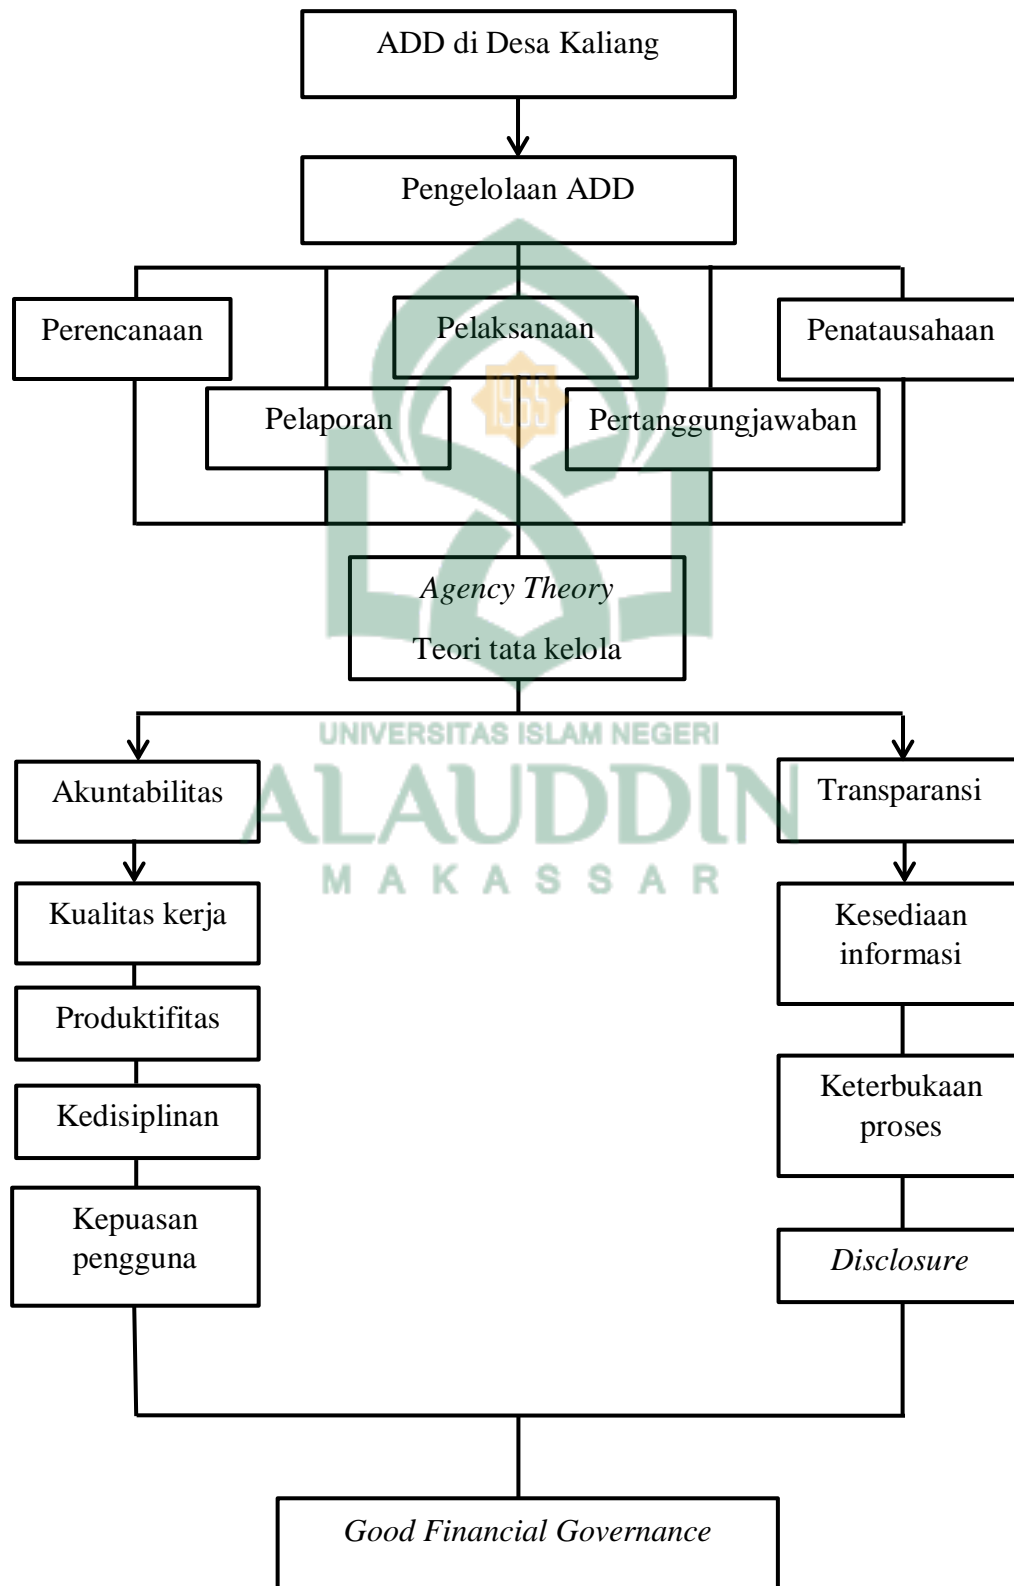 ADD di Desa Kaliang
Pengelolaan ADD
Perencanaan
Pelaksanaan
Penatausahaan
Pelaporan
Pertanggungjawaban
1965
Agency Theory
Teori tata kelola
UNIVERSITAS ISLAM NEGERI
ALAUDDIN
MAKASSAR
Akuntabilitas
Transparansi
Kualitas kerja
Kesediaan
informasi
Produktifitas
Keterbukaan
proses
Kedisiplinan
Kepuasan
pengguna
Disclosure
Good Financial Governance